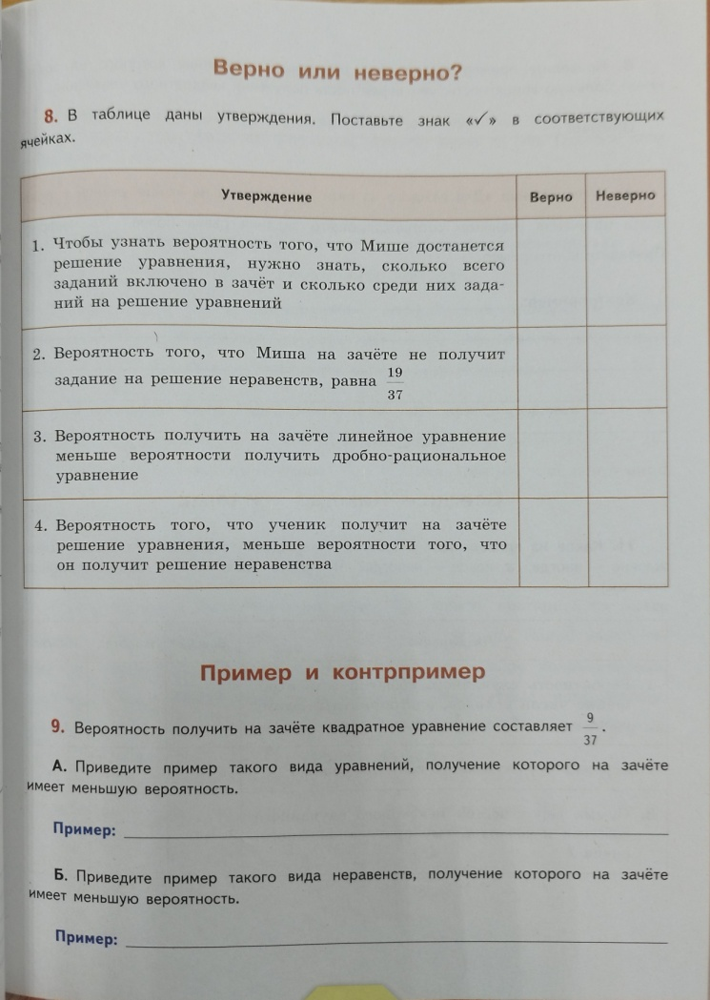 Верно или неверно?
8. В таблице даны утверждения. Поставьте знак «✓» в соответствующих
ячейках.
Утверждение Верно Неверно
1. Чтобы узнать вероятность того, что Мише достанется
решение уравнения, нужно знать, сколько всего
заданий включено в зачёт и сколько среди них зада-
ний на решение уравнений
2. Вероятность того, что Миша на зачёте не получит
задание на решение неравенств, равна 19/37
3. Вероятность получить на зачёте линейное уравнение
меньше вероятности получить дробно-рациональное
уравнение
4. Вероятность того, что ученик получит на зачёте
решение уравнения, меньше вероятности того, что
он получит решение неравенства
Пример и контрпример
9. Вероятность получить на зачёте квадратное уравнение составляет 9/37.
А. Приведите пример такого вида уравнений, получение которого на зачёте
имеет меньшую вероятность.
Пример:
Б. Приведите пример такого вида неравенств, получение которого на зачёте
имеет меньшую вероятность.
Пример: